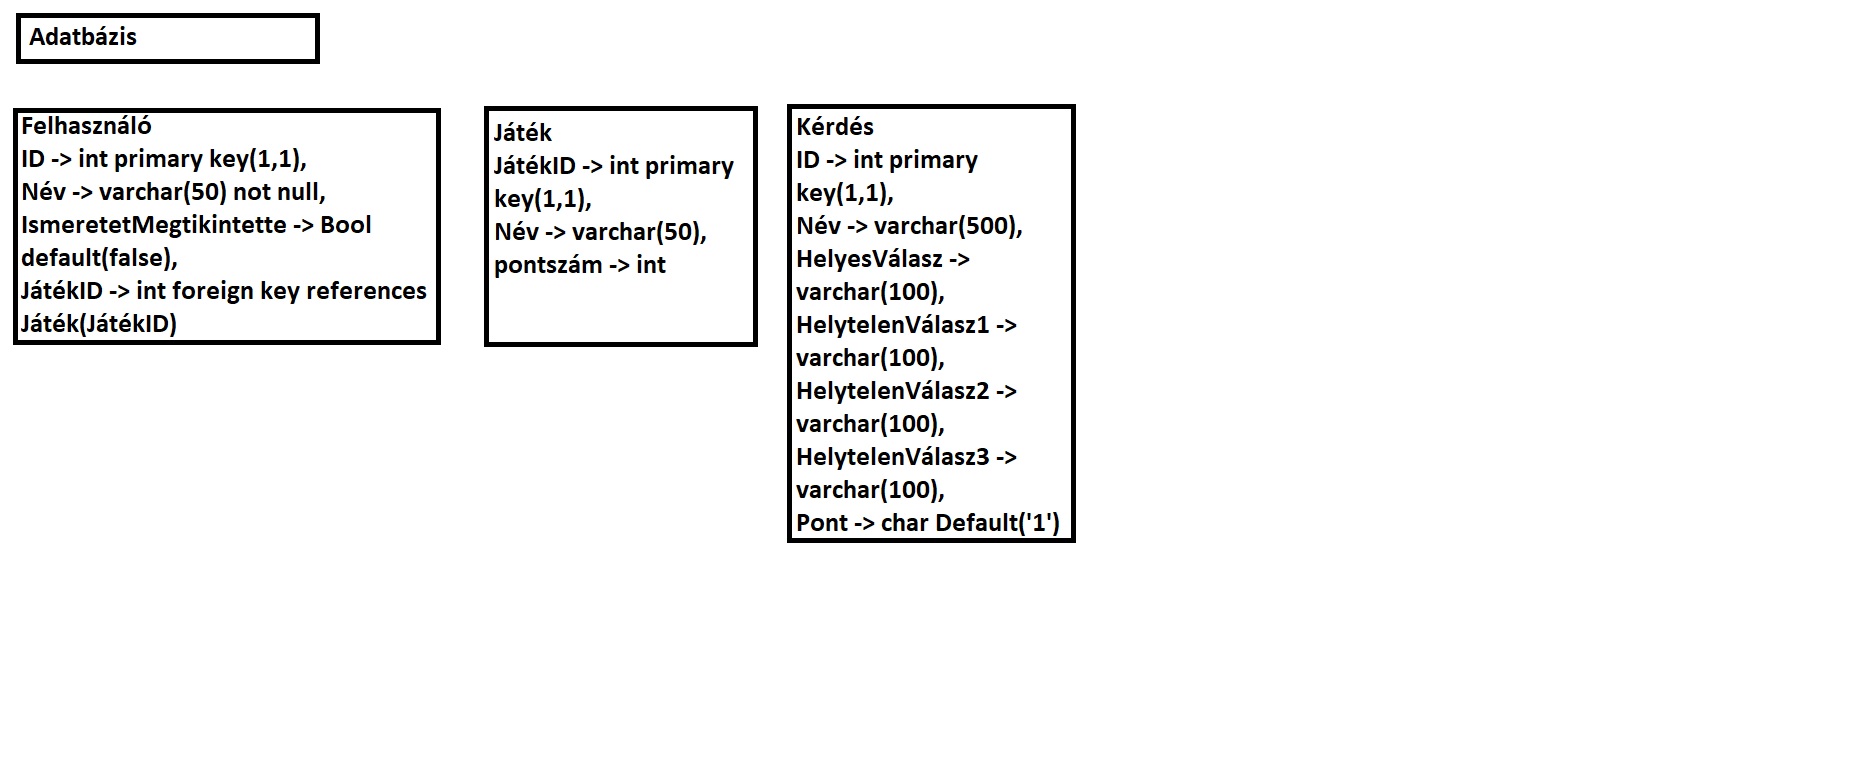 Adatbázis
Felhasználó
ID -> int primary key(1,1),
Név -> varchar(50) not null,
IsmeretetMegtikintette -> Bool
default(false),
JátékID -> int foreign key references
Játék(JátékID)
Játék
JátékID -> int primary
key(1,1),
Név -> varchar(50),
pontszám -> int
Kérdés
ID -> int primary
key(1,1),
Név -> varchar(500),
HelyesVálasz ->
varchar(100),
HelytelenVálasz1 ->
varchar(100),
HelytelenVálasz2 ->
varchar(100),
HelytelenVálasz3 ->
varchar(100),
Pont -> char Default('1')